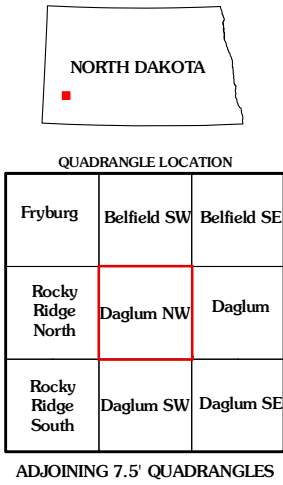 NORTH DAKOTA
QUADRANGLE LOCATION
Fryburg
Belfield SW
Belfield SE
Rocky
Ridge
North
Daglum NW
Daglum
Rocky
Ridge
South
Daglum SW
Daglum SE
ADJOINING 7.5' QUADRANGLES